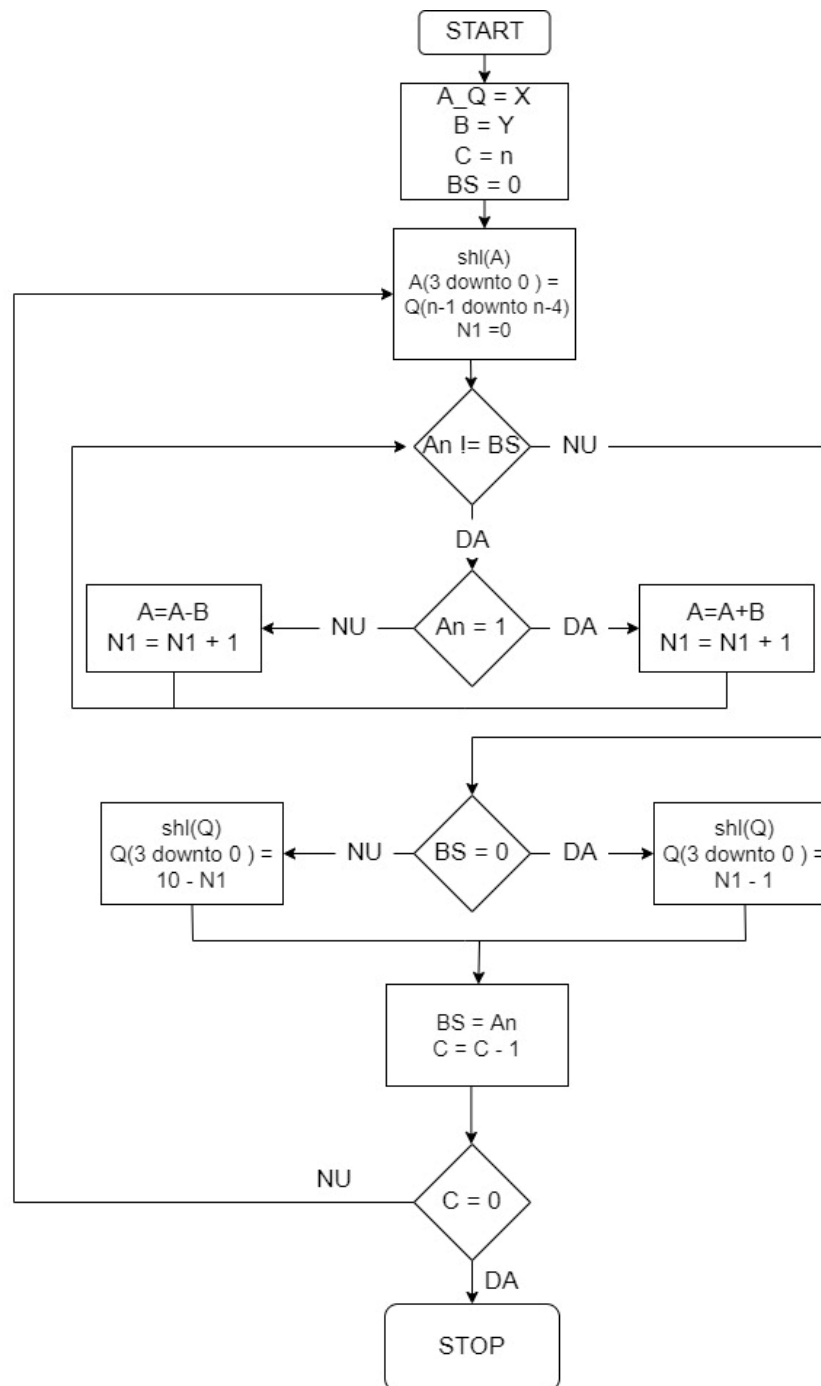 START
A_Q = X
B = Y
C = n
BS = 0
shl(A)
A(3 downto 0 ) =
Q(n-1 downto n-4)
N1 =0
An != BS
NU
DA
A=A-B
N1 = N1 + 1
NU
An = 1
DA
A=A+B
N1 = N1 + 1
shl(Q)
Q(3 downto 0 ) =
10 - N1
NU
BS = 0
DA
shl(Q)
Q(3 downto 0 ) =
N1 - 1
BS = An
C = C - 1
NU
C = 0
DA
STOP